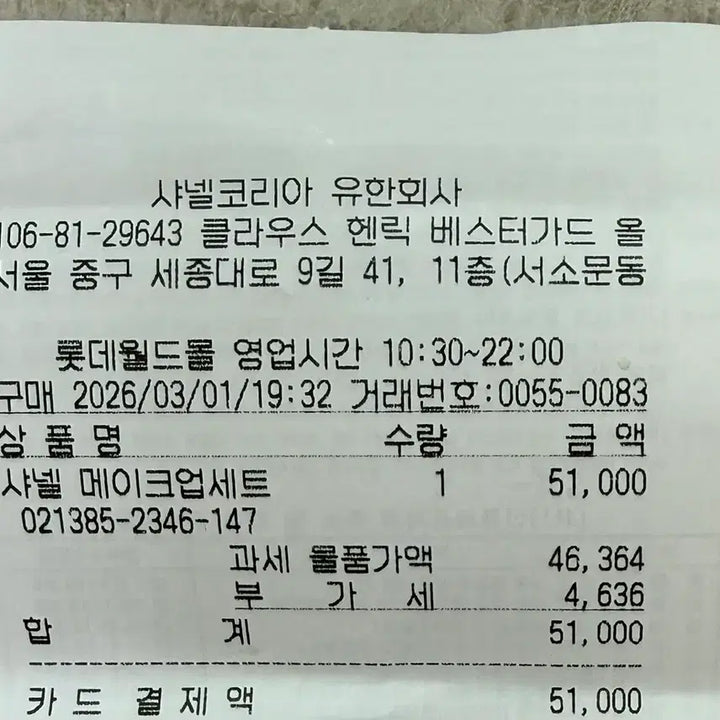 샤넬코리아 유한회사
106-81-29643 클라우스 헨릭 베스터가드 올
서울 중구 세종대로 9길 41, 11층(서소문동
롯데월드몰 영업시간 10:30~22:00
구매 2026/03/01/19:32 거래번호:0055-0083
상 품 명 수량 금 액
샤넬 메이크업세트 1 51,000
021385-2346-147
과세 물품가액 46,364
부 가 세 4,636
합 계 51,000
카 드 결 제 액 51,000